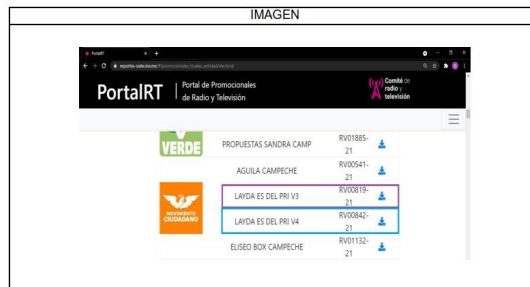 IMAGEN
PortalRT
PortalRT
Portal de Promocionales
de Radio y Televisión
Comité de
radio y
televisión
VERDE
PROPUESTAS SANDRA CAMP
RV01885-
21
AGUILA CAMPECHE
RV00541-
21
MOVIMIENTO
CIUDADANO
LAYDA ES DEL PRI V3
RV00819-
21
LAYDA ES DEL PRI V4
RV00842-
21
ELISEO BOX CAMPECHE
RV01132-
21